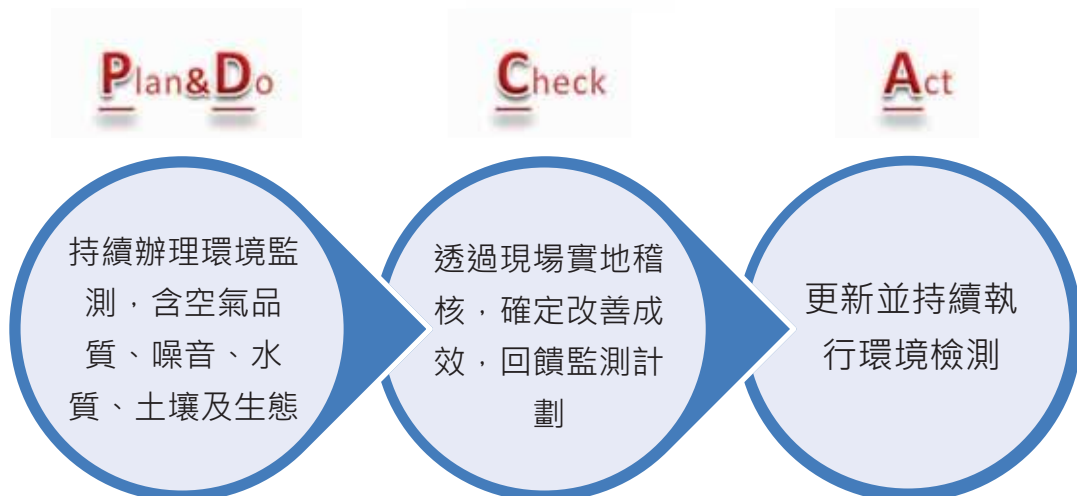 Plan&Do
Check
Act
持續辦理環境監
測，含空氣品
質、噪音、水
質、土壤及生態
透過現場實地稽
核，確定改善成
效，回饋監測計
劃
更新並持續執
行環境檢測